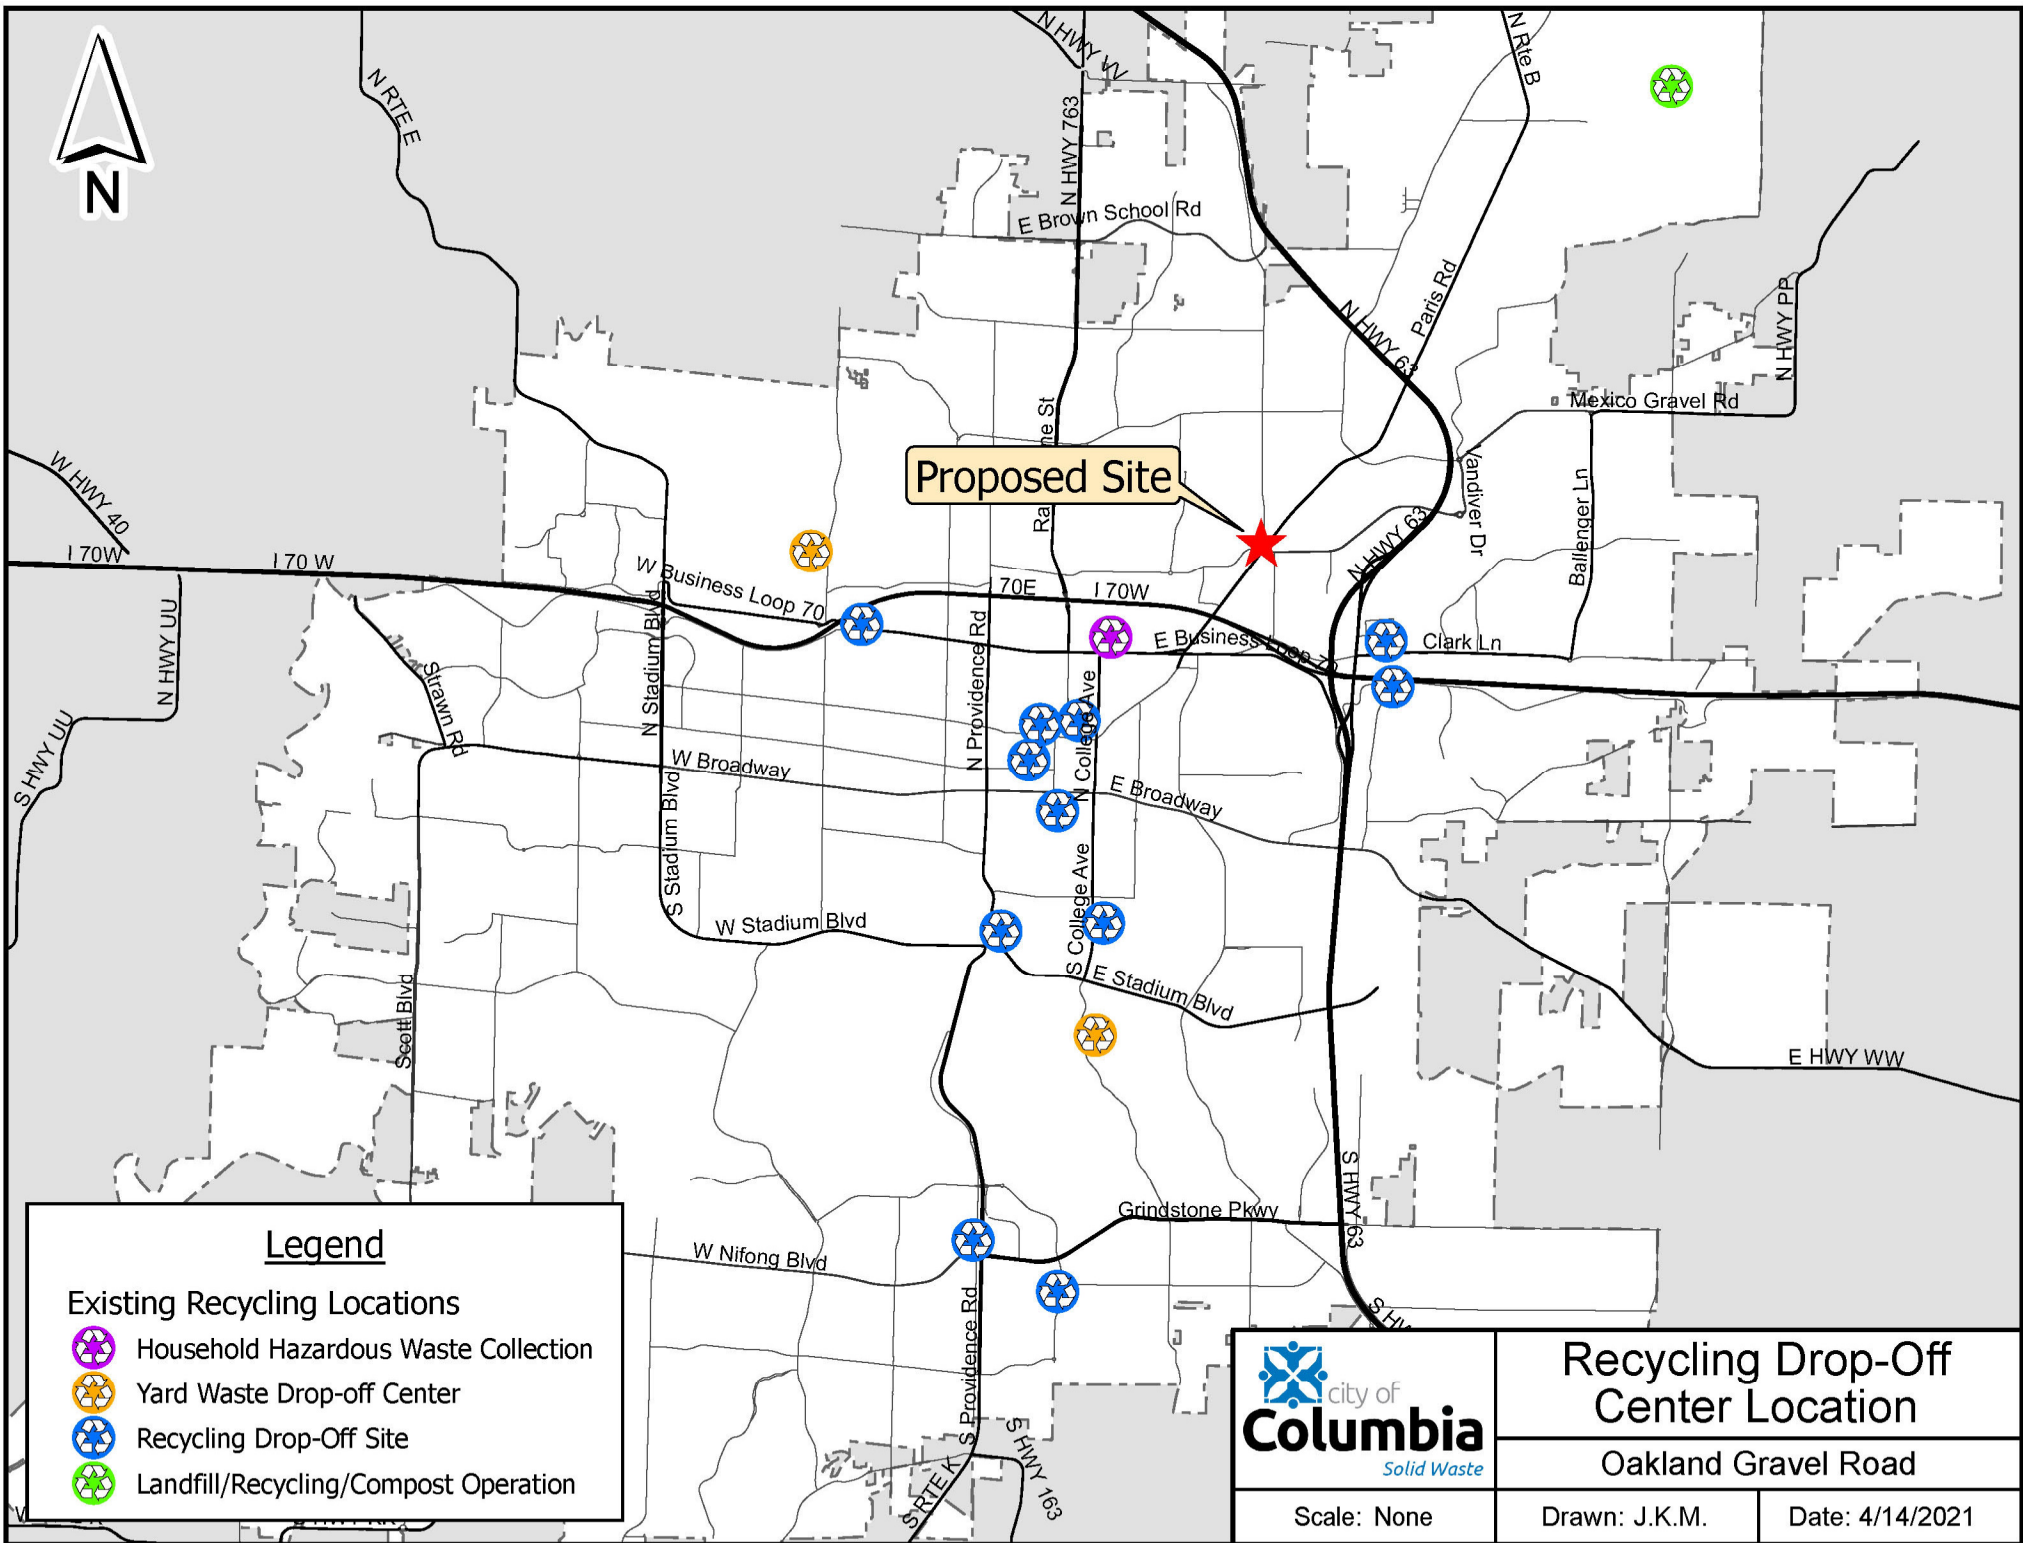 N HWY VV
N Rte B
N RTE E
N HWY 763
N
E Brown School Rd
Paris Rd
N HWY PP
N HWY 63
Mexico Gravel Rd
W HWY 40
Proposed Site
Vandiver Dr
N HWY 63
Ballenger Ln
I 70W
I 70 W
W Business Loop 70
70E
I 70W
N HWY UU
N Stadium Blvd
N Providence Rd
E Business Loop 70
Clark Ln
Strawn Rd
S HWY UU
N College Ave
W Broadway
E Broadway
S Stadium Blvd
S College Ave
W Stadium Blvd
E Stadium Blvd
Scott Blvd
E HWY WW
S HWY 63
Grindstone Pkwy
W Nifong Blvd
S Providence Rd
S HWY 163
S RTE K
Legend
Existing Recycling Locations
Household Hazardous Waste Collection
Yard Waste Drop-off Center
Recycling Drop-Off Site
Landfill/Recycling/Compost Operation
city of
Columbia
Solid Waste
Recycling Drop-Off
Center Location
Oakland Gravel Road
Scale: None
Drawn: J.K.M.
Date: 4/14/2021